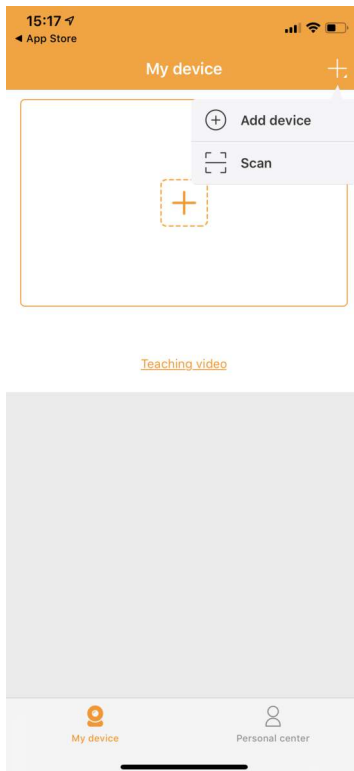 15:17
◀ App Store
My device
Add device
Scan
Teaching video
My device
Personal center